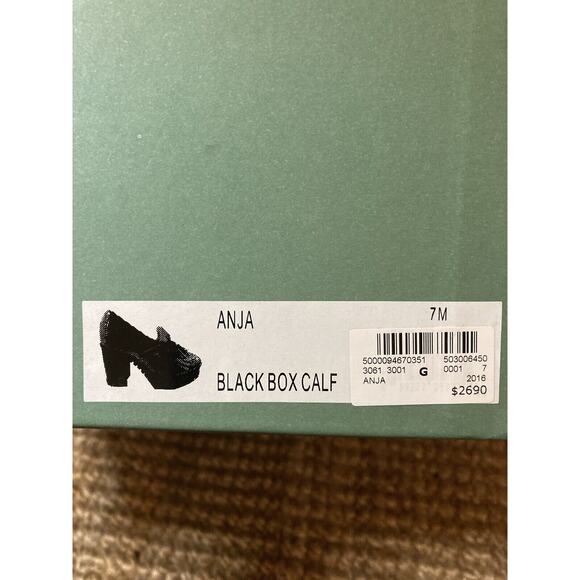 ANJA 7M
BLACK BOX CALF
5000094670351 503006450
3061 3001 G 0001 7
ANJA 2016
$2690